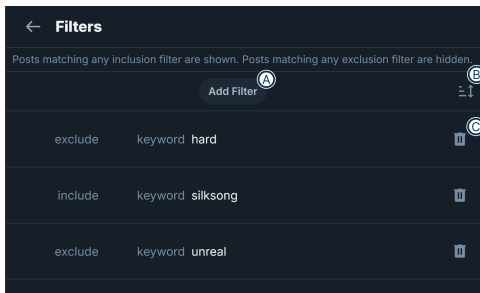 Filters
Posts matching any inclusion filter are shown. Posts matching any exclusion filter are hidden.
A
B
Add Filter
C
exclude keyword hard
include keyword silksong
exclude keyword unreal